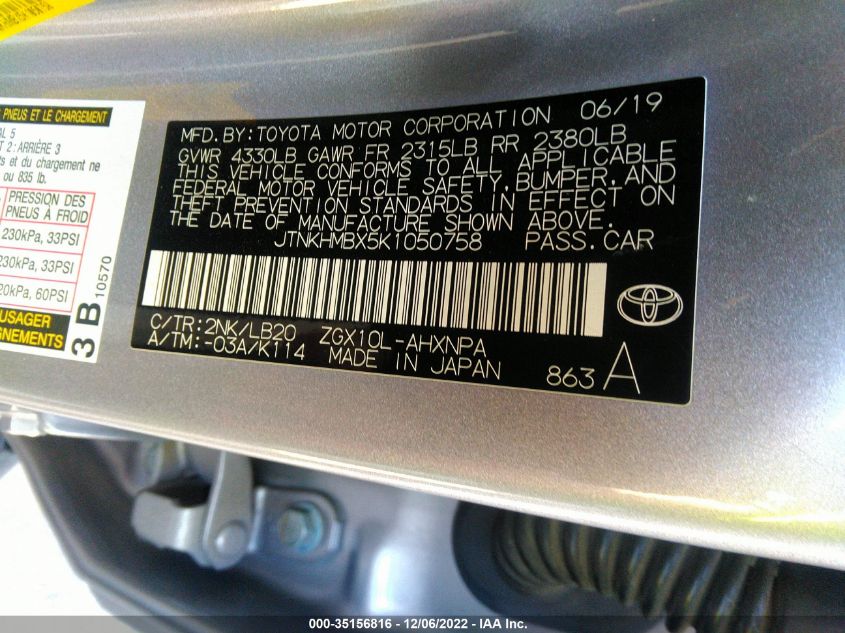 MFD. BY: TOYOTA MOTOR CORPORATION 06/19
GVWR 4330LB GAWR FR 2315LB RR 2380LB
THIS VEHICLE CONFORMS TO ALL APPLICABLE
FEDERAL MOTOR VEHICLE SAFETY, BUMPER, AND
THEFT PREVENTION STANDARDS IN EFFECT ON
THE DATE OF MANUFACTURE SHOWN ABOVE.
JTNKHMBX5K1050758 PASS. CAR
C/TR: 2NK/LB20 ZGX10L-AHXNPA
A/TM: -03A/K114 MADE IN JAPAN
863 A
PNEUS ET LE CHARGEMENT
AL 5
T 2: ARRIÈRE 3
ts et du chargement ne
ou 835 lb.
PRESSION DES
PNEUS À FROID
230kPa, 33PSI
230kPa, 33PSI
20kPa, 60PSI
USAGER
GNEMENTS
3B 10570
000-35156816 - 12/06/2022 - IAA Inc.